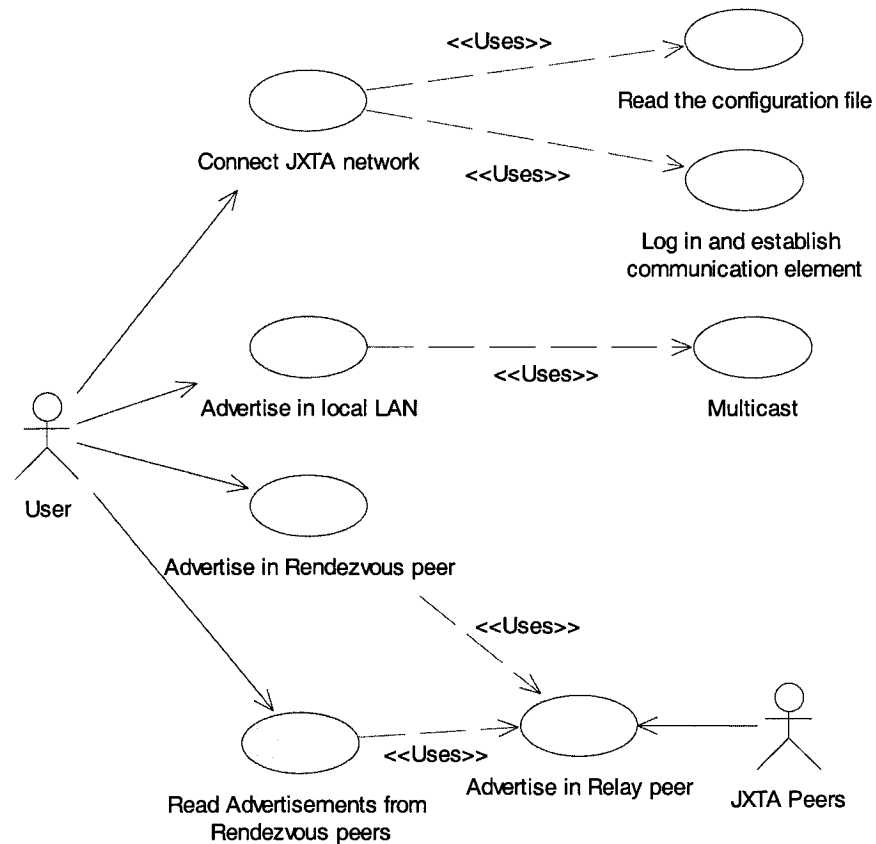 <<Uses>>
Read the configuration file
Connect JXTA network
<<Uses>>
Log in and establish
communication element
Advertise in local LAN
<<Uses>>
Multicast
User
Advertise in Rendezvous peer
<<Uses>>
<<Uses>>
Advertise in Relay peer
JXTA Peers
Read Advertisements from
Rendezvous peers